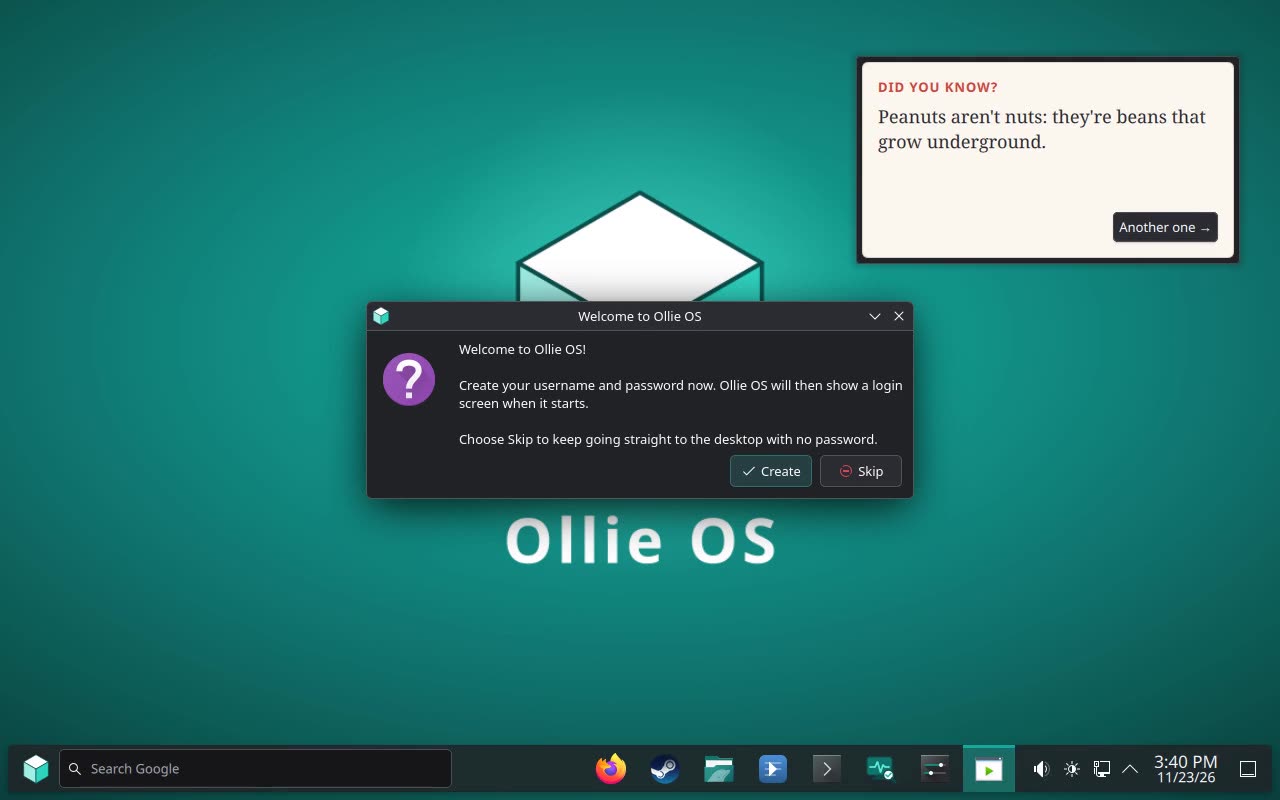 DID YOU KNOW?
Peanuts aren't nuts: they're beans that
grow underground.
Another one →
Welcome to Ollie OS
Welcome to Ollie OS!
Create your username and password now. Ollie OS will then show a login
screen when it starts.
Choose Skip to keep going straight to the desktop with no password.
Create
Skip
Ollie OS
Search Google
3:40 PM
11/23/26